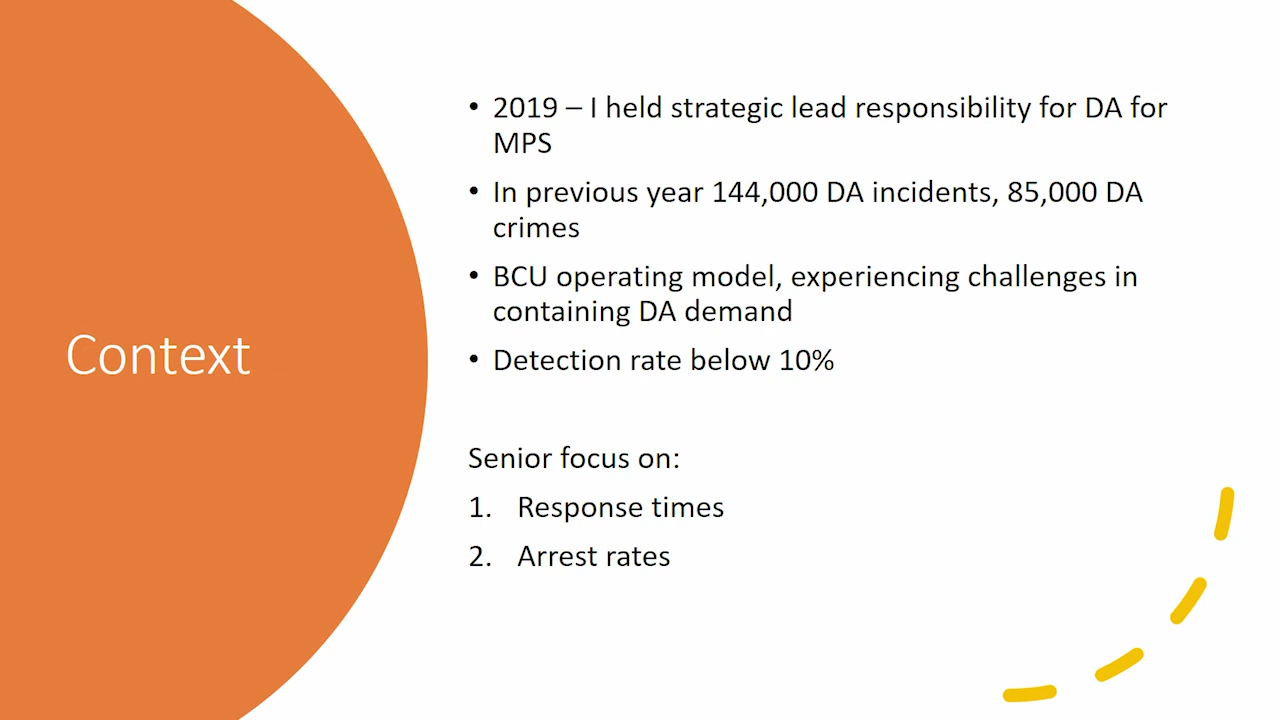 Context
• 2019 – I held strategic lead responsibility for DA for
MPS
• In previous year 144,000 DA incidents, 85,000 DA
crimes
• BCU operating model, experiencing challenges in
containing DA demand
• Detection rate below 10%
Senior focus on:
1. Response times
2. Arrest rates